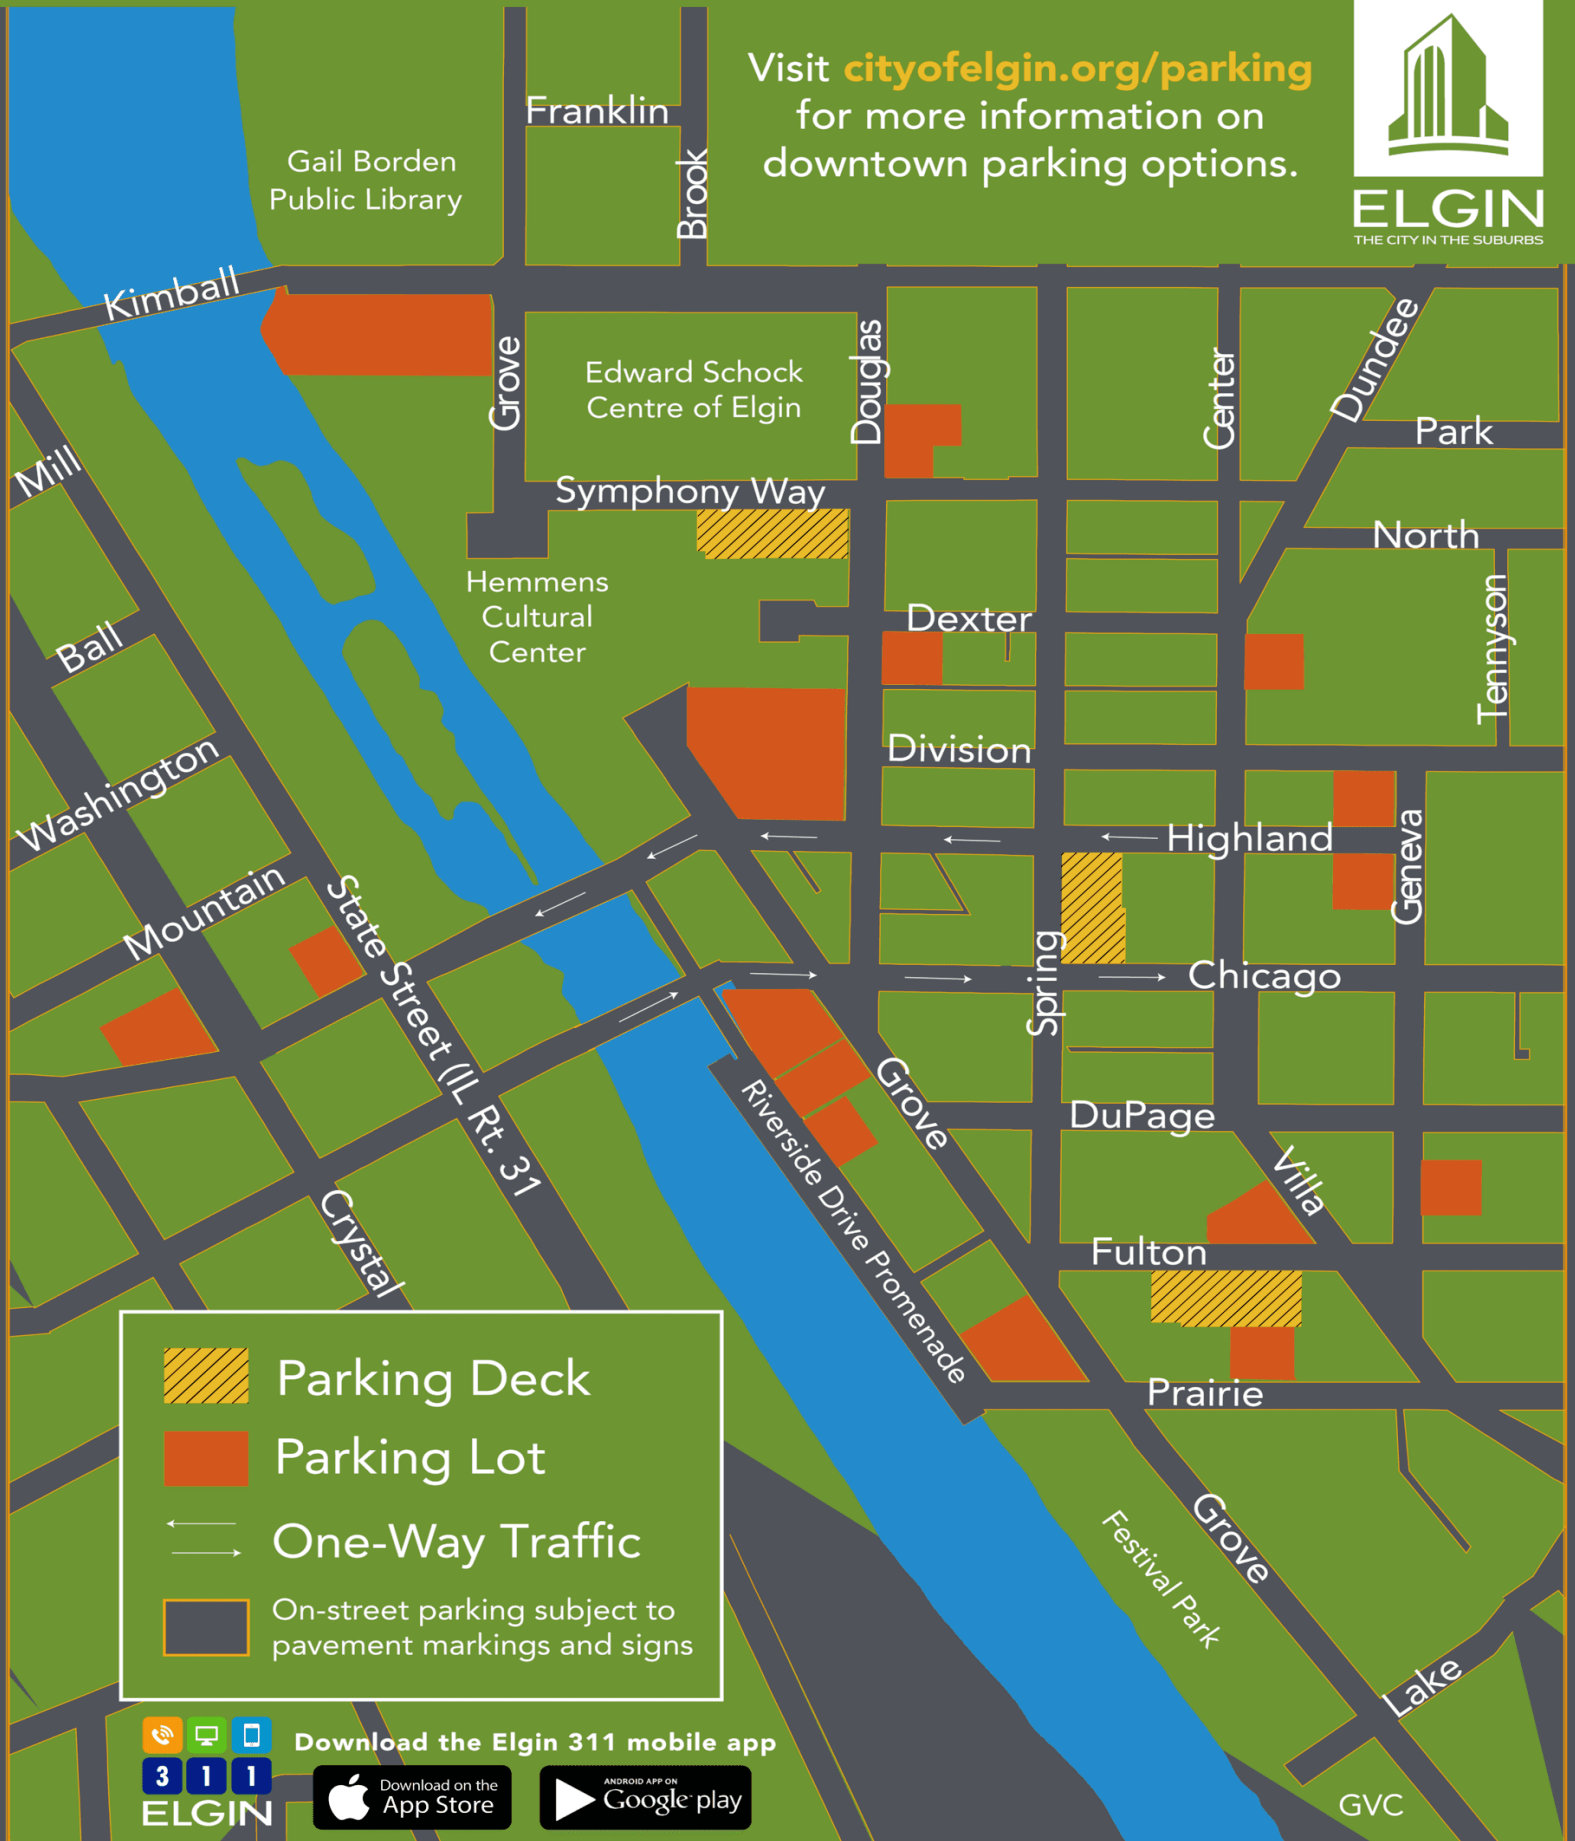 Visit cityofelgin.org/parking
for more information on
downtown parking options.
ELGIN
THE CITY IN THE SUBURBS
Franklin
Brook
Gail Borden
Public Library
Kimball
Grove
Edward Schock
Centre of Elgin
Douglas
Center
Dundee
Park
Mill
Symphony Way
North
Hemmens
Cultural
Center
Dexter
Tennyson
Ball
Division
Washington
Highland
Geneva
Mountain
State Street (IL Rt. 31
Spring
Chicago
Grove
DuPage
Riverside Drive Promenade
Villa
Crystal
Fulton
Prairie
Parking Deck
Parking Lot
One-Way Traffic
On-street parking subject to
pavement markings and signs
Festival Park
Grove
Lake
GVC
Download the Elgin 311 mobile app
3 1 1
ELGIN
Download on the
App Store
ANDROID APP ON
Google play